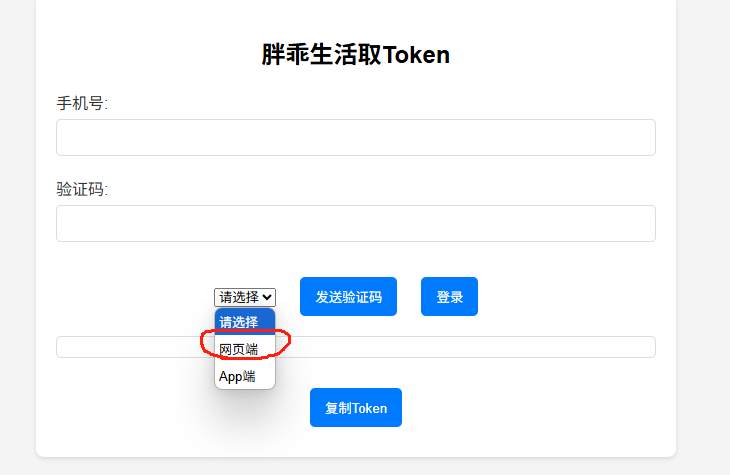 胖乖生活取Token
手机号:
验证码:
请选择 发送验证码 登录
请选择
网页端
App端
复制Token